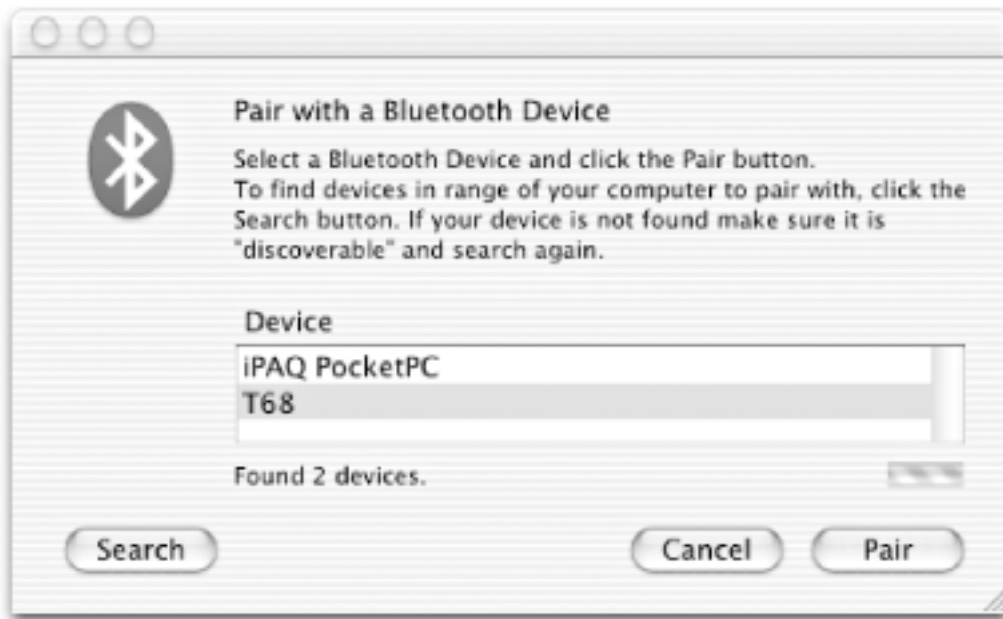 Pair with a Bluetooth Device
Select a Bluetooth Device and click the Pair button.
To find devices in range of your computer to pair with, click the
Search button. If your device is not found make sure it is
"discoverable" and search again.
Device
iPAQ PocketPC
T68
Found 2 devices.
Search
Cancel
Pair